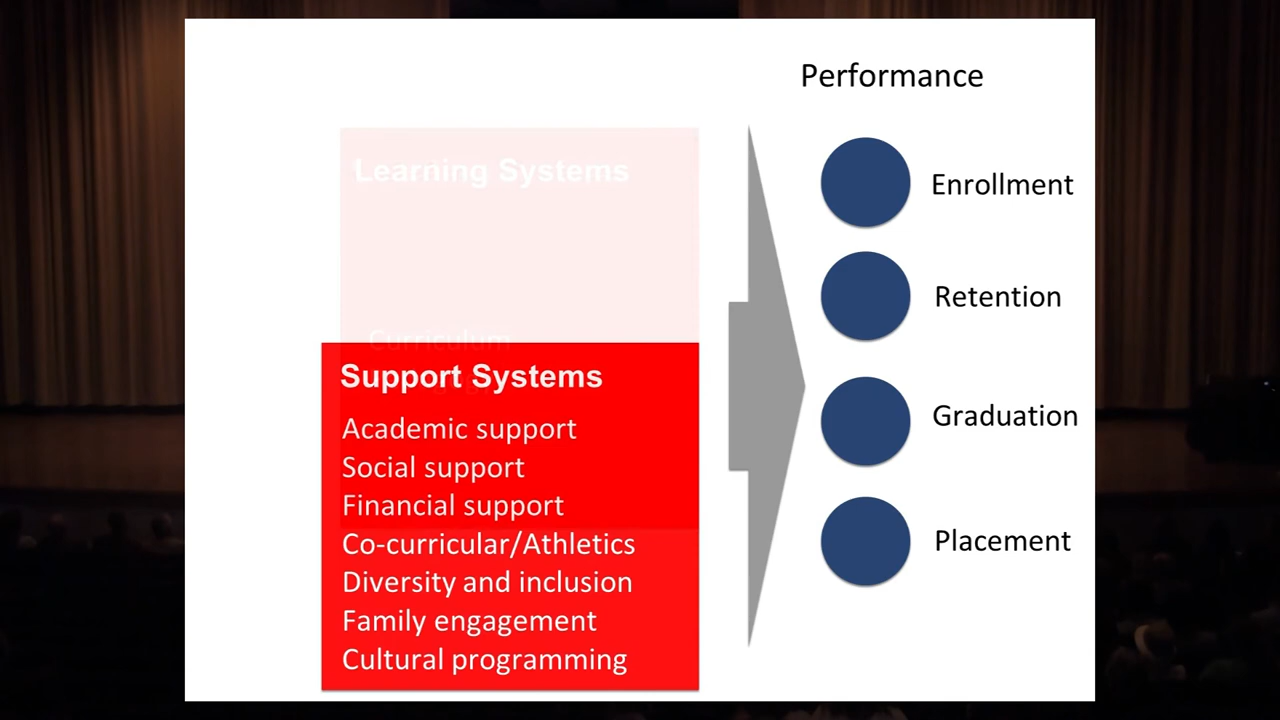 Performance
Learning Systems
Curriculum
Support Systems
Academic support
Social support
Financial support
Co-curricular/Athletics
Diversity and inclusion
Family engagement
Cultural programming
Enrollment
Retention
Graduation
Placement